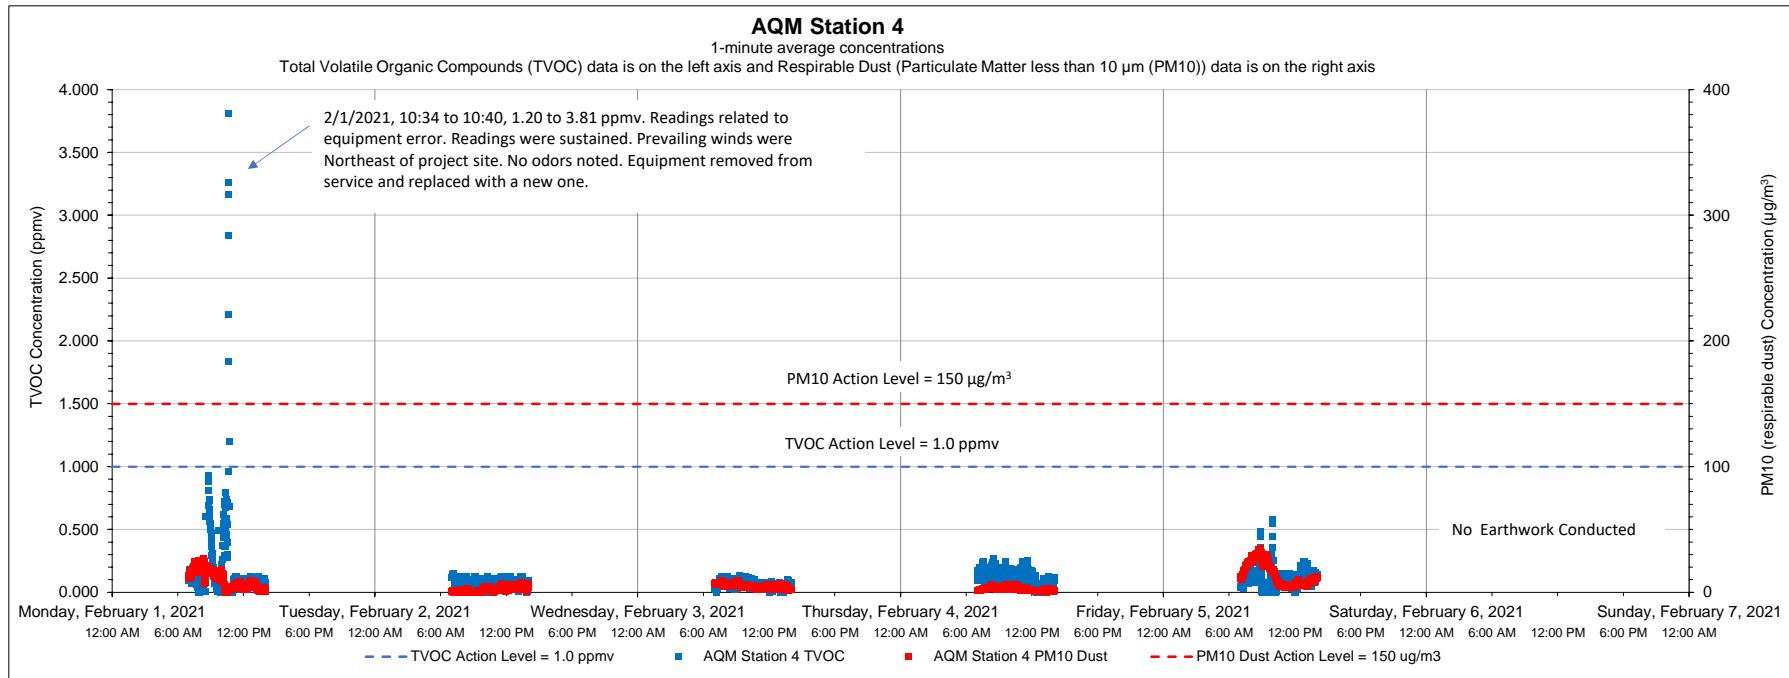 AQM Station 4
1-minute average concentrations
Total Volatile Organic Compounds (TVOC) data is on the left axis and Respirable Dust (Particulate Matter less than 10 µm (PM10)) data is on the right axis
TVOC Concentration (ppmv)
4.000
3.500
3.000
2.500
2.000
1.500
1.000
0.500
0.000
2/1/2021, 10:34 to 10:40, 1.20 to 3.81 ppmv. Readings related to
equipment error. Readings were sustained. Prevailing winds were
Northeast of project site. No odors noted. Equipment removed from
service and replaced with a new one.
PM10 Action Level = 150 µg/m³
TVOC Action Level = 1.0 ppmv
No Earthwork Conducted
400
300
200
100
0
PM10 (respirable dust) Concentration (µg/m³)
Monday, February 1, 2021 Tuesday, February 2, 2021 Wednesday, February 3, 2021 Thursday, February 4, 2021 Friday, February 5, 2021 Saturday, February 6, 2021 Sunday, February 7, 2021
12:00 AM 6:00 AM 12:00 PM 6:00 PM 12:00 AM 6:00 AM 12:00 PM 6:00 PM 12:00 AM 6:00 AM 12:00 PM 6:00 PM 12:00 AM 6:00 AM 12:00 PM 6:00 PM 12:00 AM 6:00 AM 12:00 PM 6:00 PM 12:00 AM 6:00 AM 12:00 PM 6:00 PM 12:00 AM
TVOC Action Level = 1.0 ppmv AQM Station 4 TVOC AQM Station 4 PM10 Dust PM10 Dust Action Level = 150 ug/m3